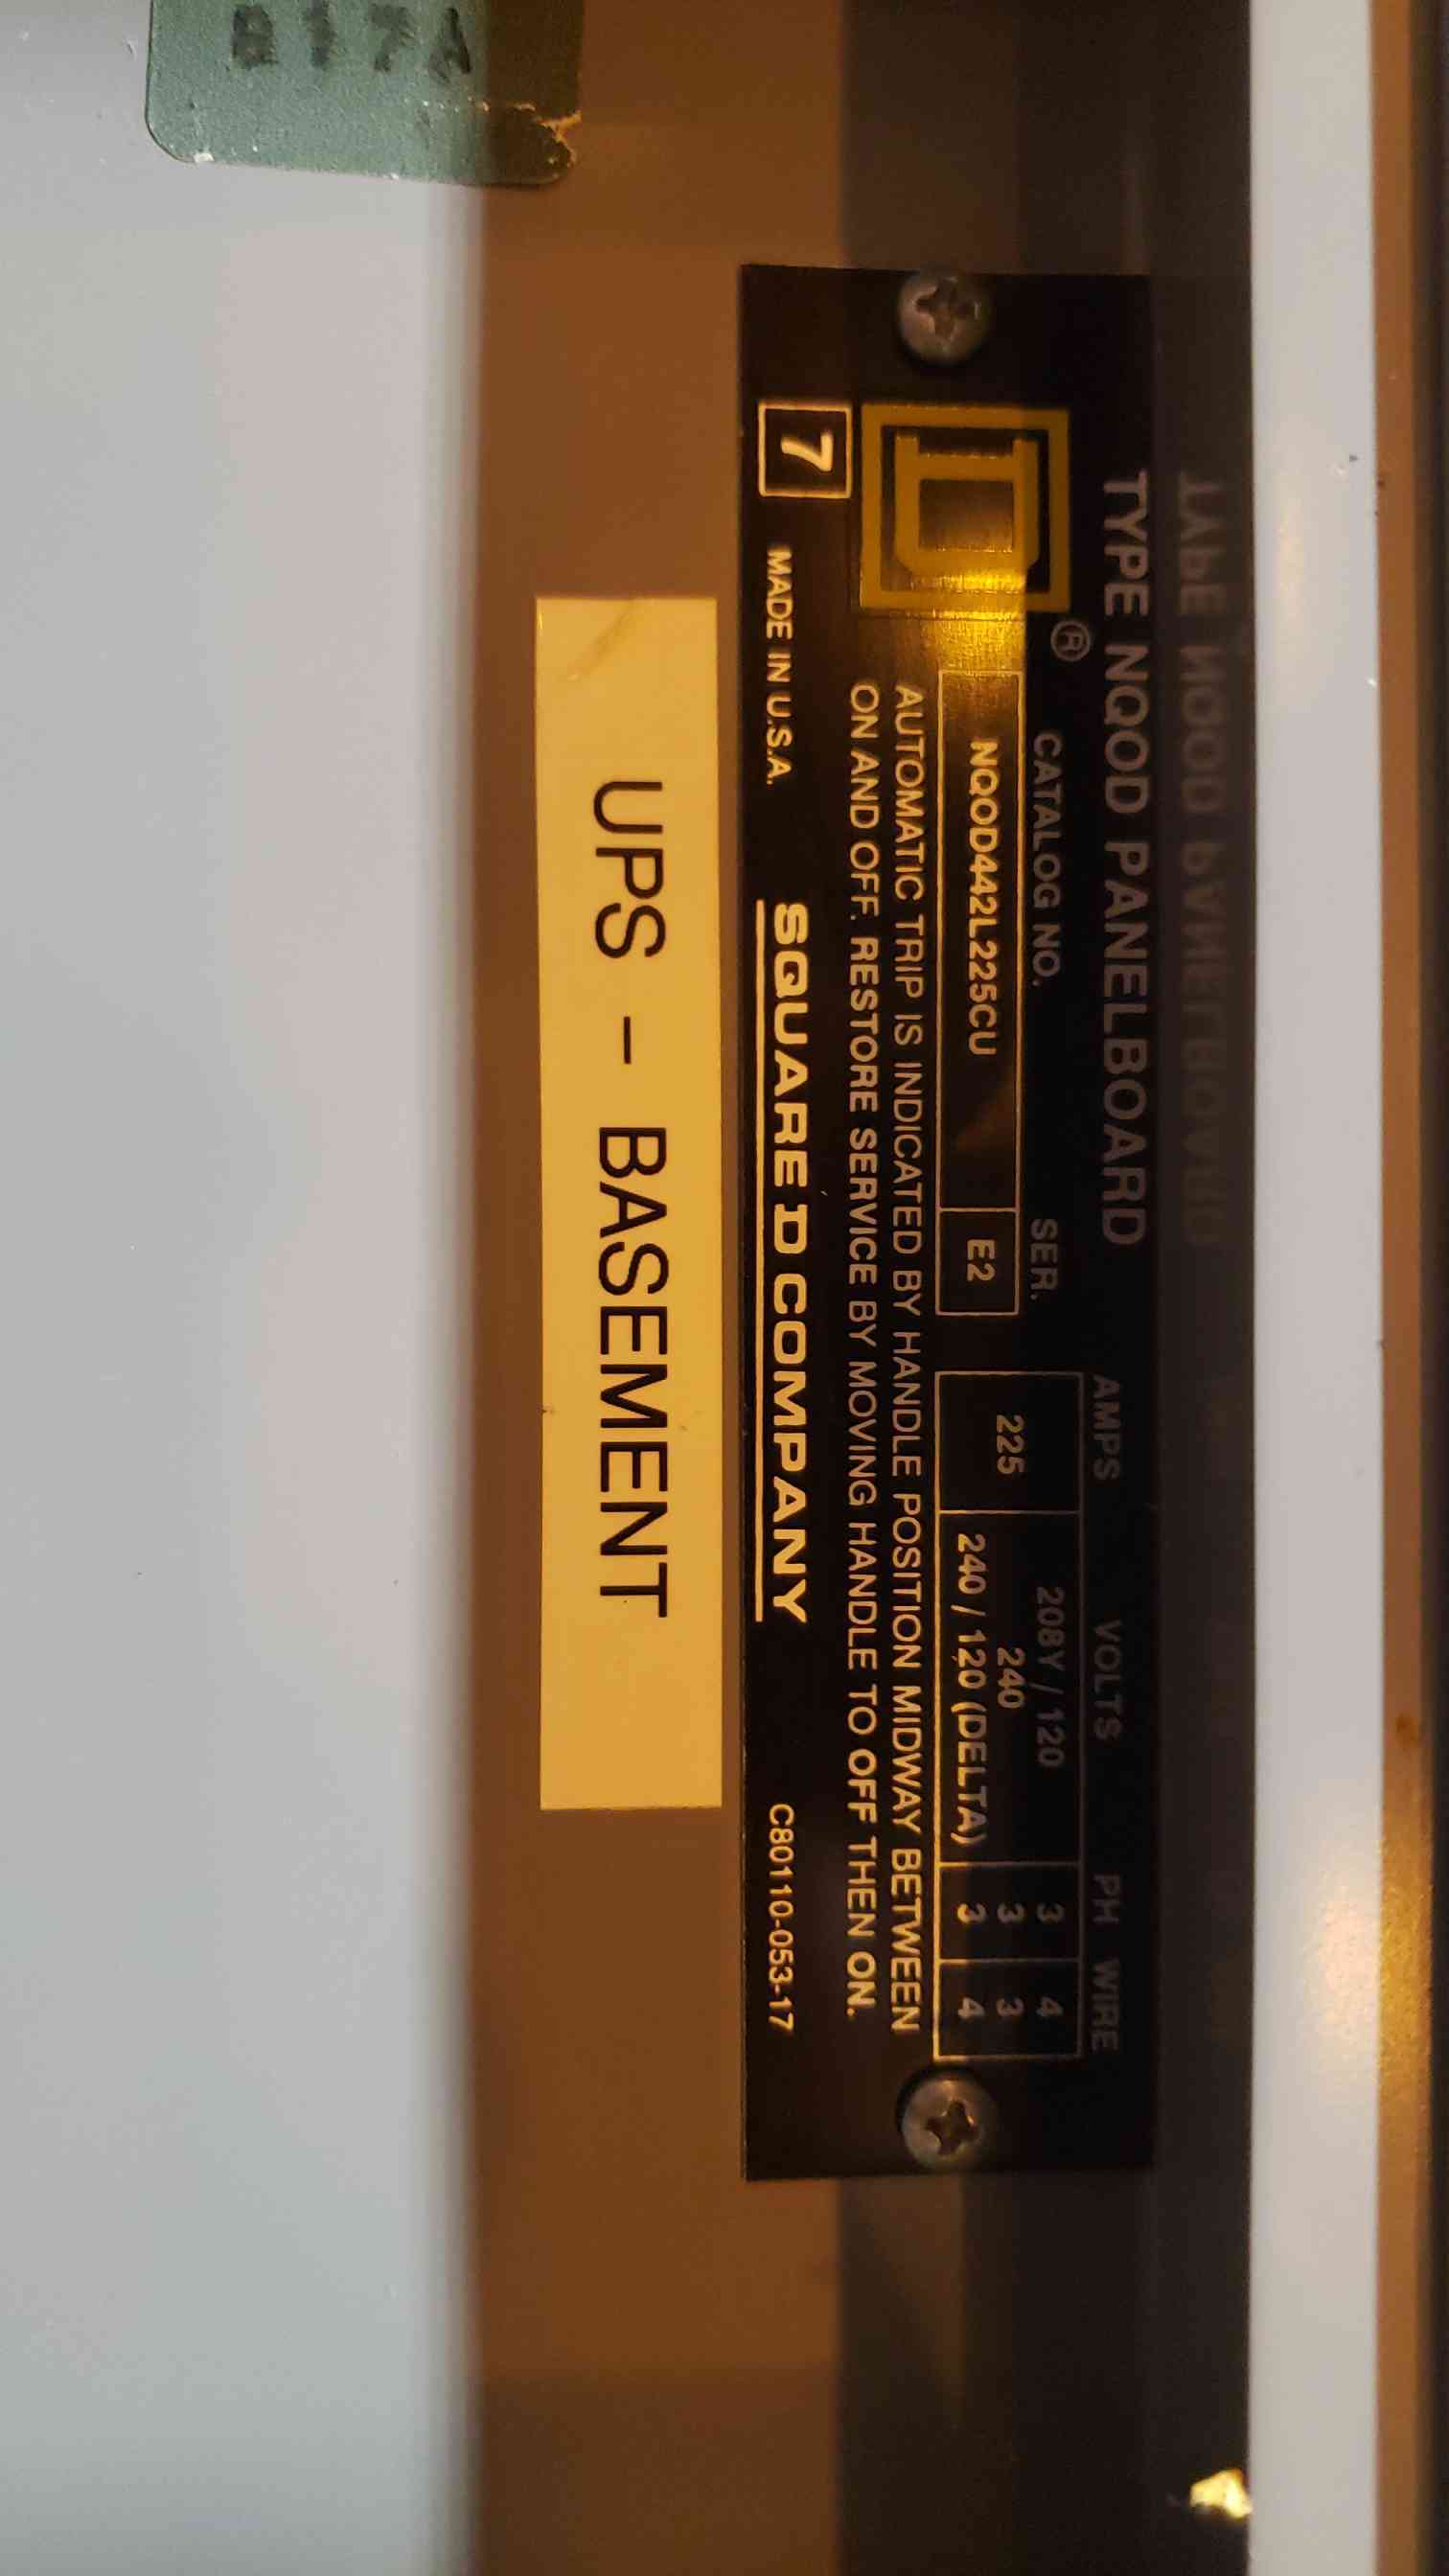 TYPE NQOD PANELBOARD
AMPS VOLTS PH WIRE
CATALOG NO. SER.
NQOD442L225CU E2
225
208Y / 120 3 4
240 3 3
240 / 120 (DELTA) 3 4
®
AUTOMATIC TRIP IS INDICATED BY HANDLE POSITION MIDWAY BETWEEN
ON AND OFF. RESTORE SERVICE BY MOVING HANDLE TO OFF THEN ON.
7 MADE IN U.S.A. SQUARE D COMPANY C80110-053-17
UPS - BASEMENT